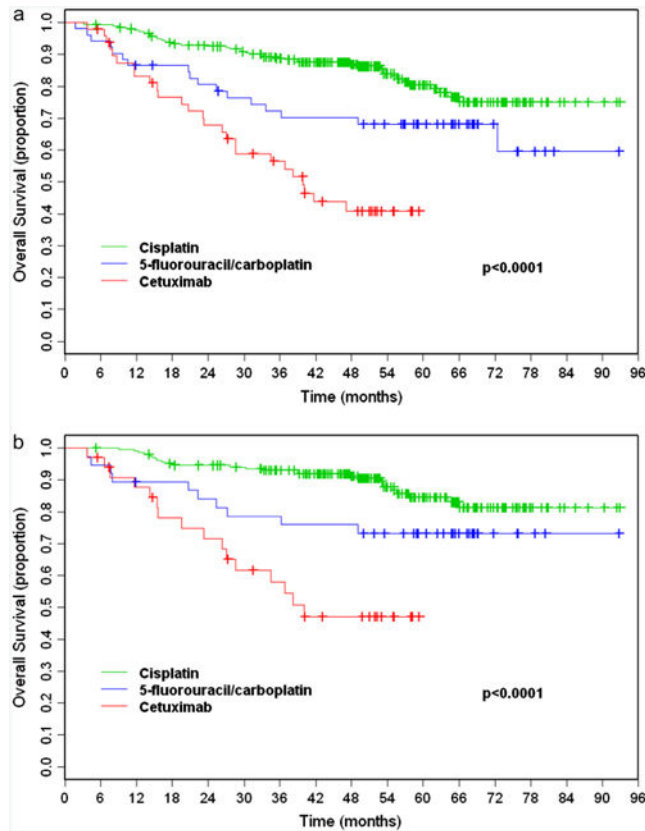 a
1.0
0.9
0.8
0.7
0.6
0.5
0.4
0.3
0.2
0.1
0.0
Overall Survival (proportion)
Cisplatin
5-fluorouracil/carboplatin
Cetuximab
p<0.0001
0 6 12 18 24 30 36 42 48 54 60 66 72 78 84 90 96
Time (months)
b
1.0
0.9
0.8
0.7
0.6
0.5
0.4
0.3
0.2
0.1
0.0
Overall Survival (proportion)
Cisplatin
5-fluorouracil/carboplatin
Cetuximab
p<0.0001
0 6 12 18 24 30 36 42 48 54 60 66 72 78 84 90 96
Time (months)